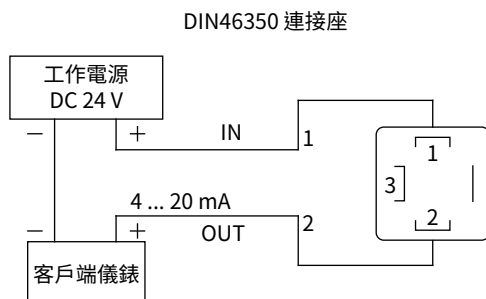 DIN46350 連接座
工作電源
DC 24 V
− +
IN
1
1
3
2
4 ... 20 mA
2
− +
OUT
客戶端儀錶